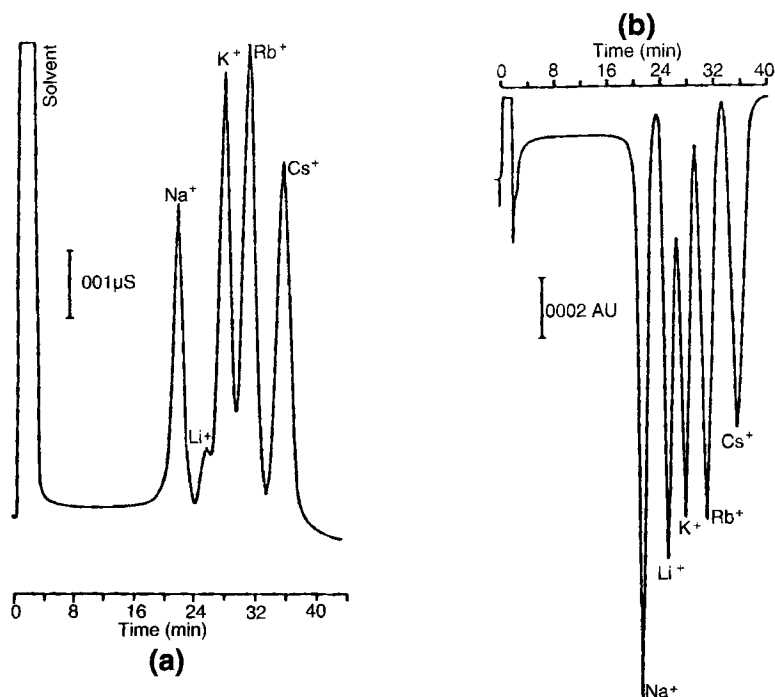 Solvent
K+
Rb+
Na+
Cs+
Li+
001µS
0 8 16 24 32 40
Time (min)
(a)
(b)
Time (min)
0 8 16 24 32 40
0002 AU
Cs+
K+
Rb+
Li+
Na+